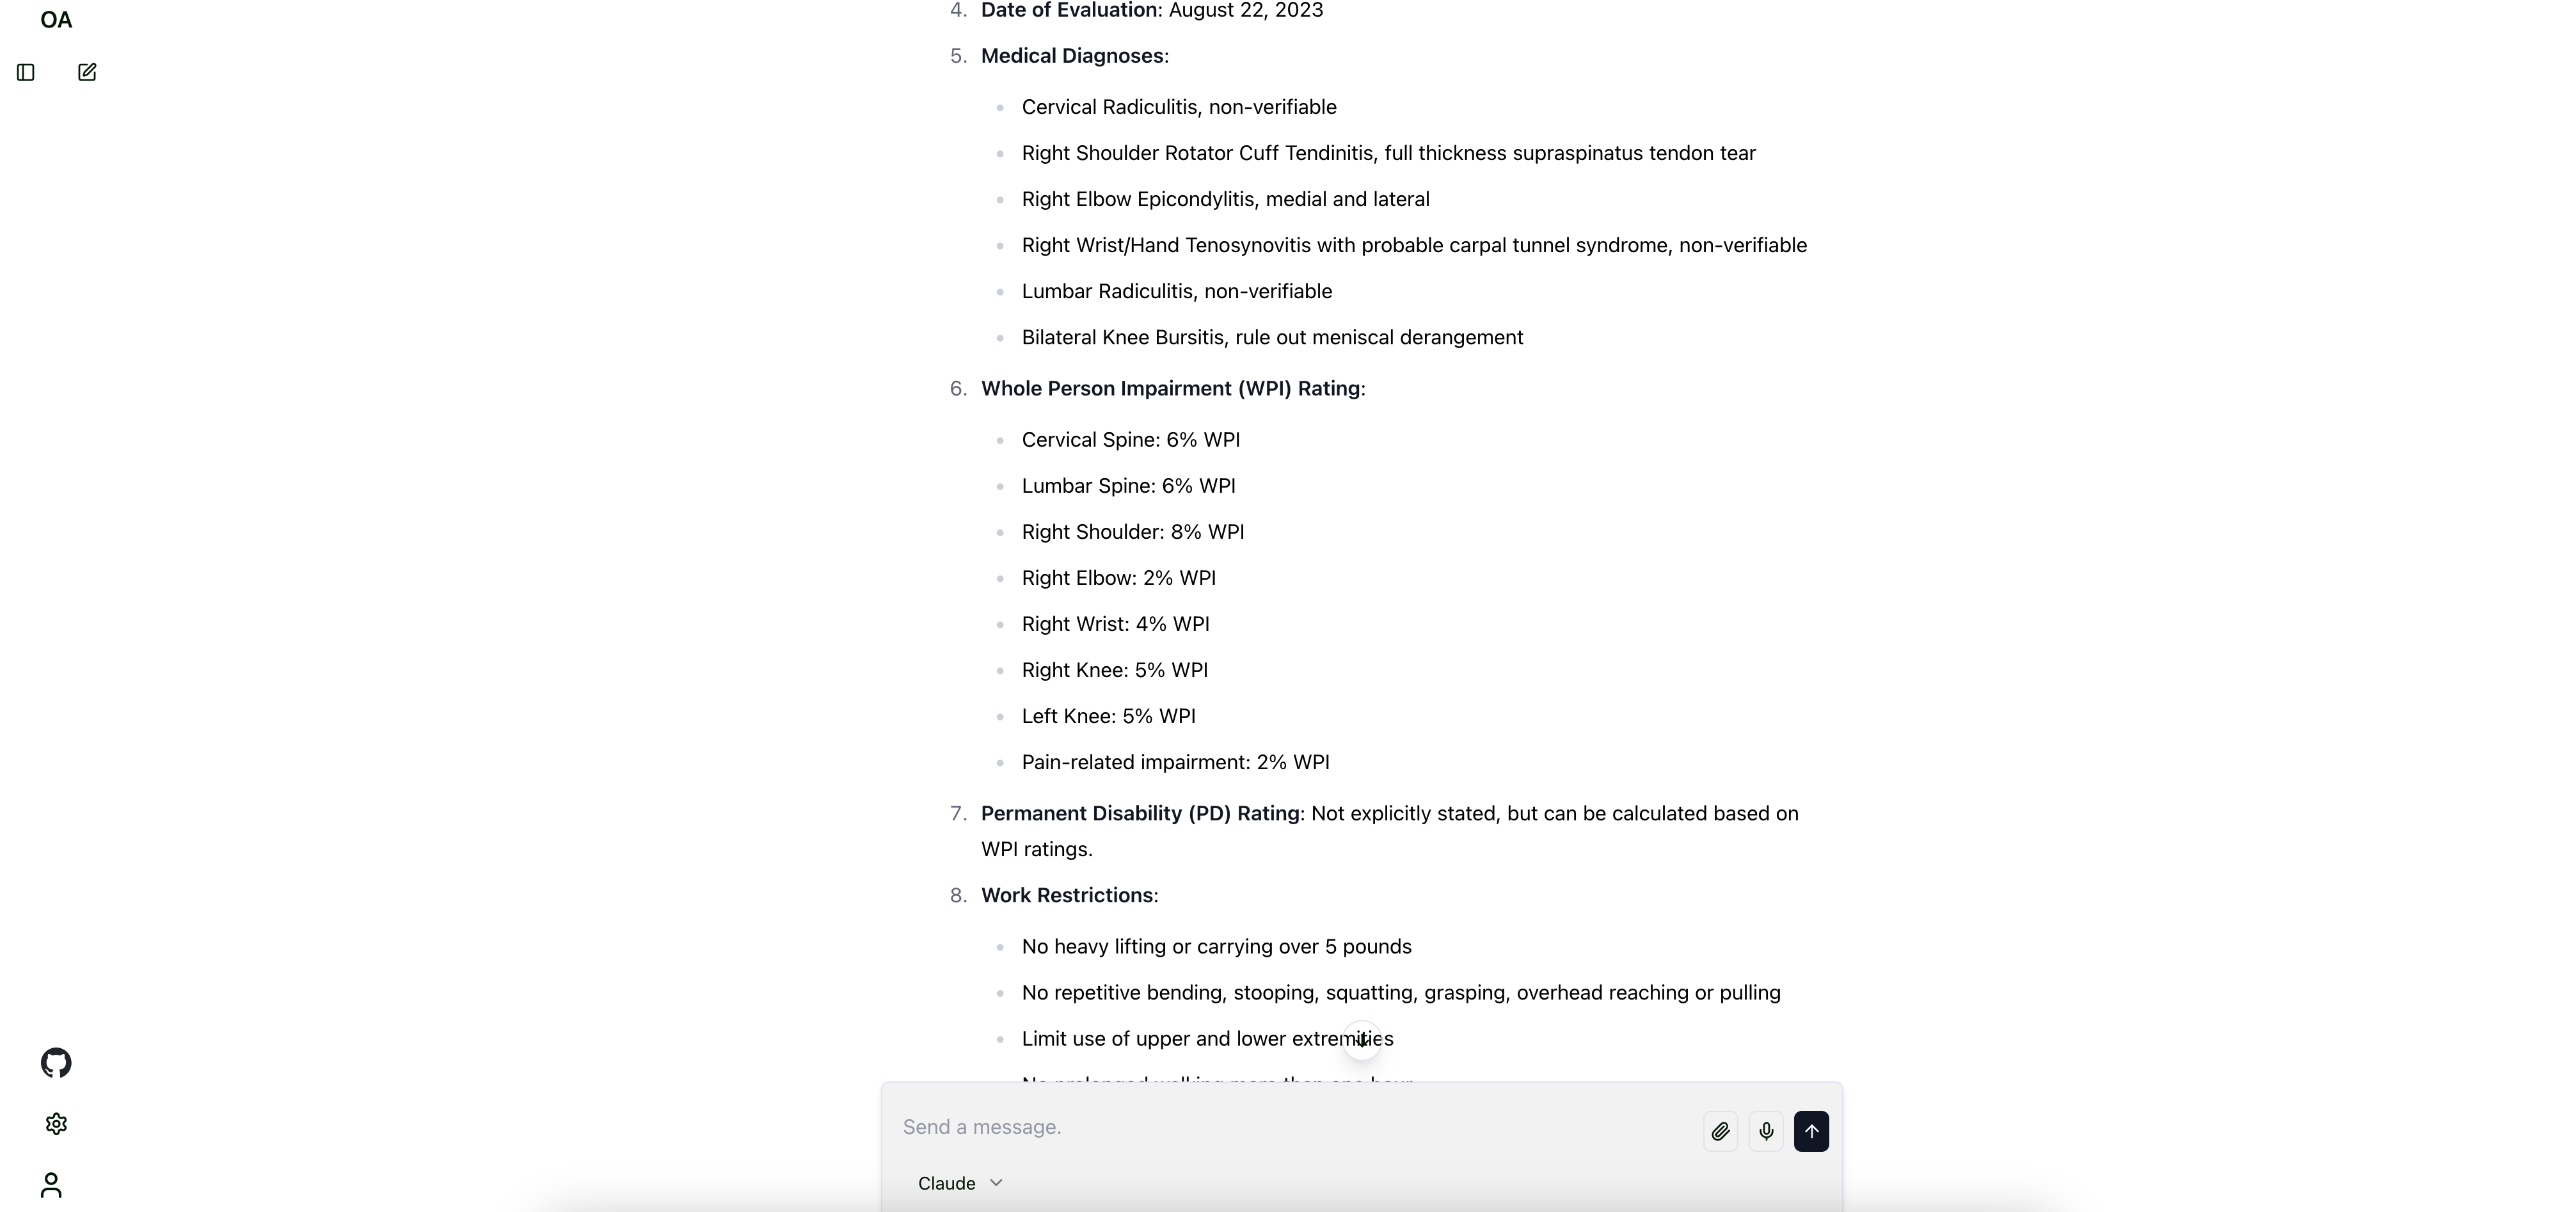 OA
4. Date of Evaluation: August 22, 2023
5. Medical Diagnoses:
Cervical Radiculitis, non-verifiable
Right Shoulder Rotator Cuff Tendinitis, full thickness supraspinatus tendon tear
Right Elbow Epicondylitis, medial and lateral
Right Wrist/Hand Tenosynovitis with probable carpal tunnel syndrome, non-verifiable
Lumbar Radiculitis, non-verifiable
Bilateral Knee Bursitis, rule out meniscal derangement
6. Whole Person Impairment (WPI) Rating:
Cervical Spine: 6% WPI
Lumbar Spine: 6% WPI
Right Shoulder: 8% WPI
Right Elbow: 2% WPI
Right Wrist: 4% WPI
Right Knee: 5% WPI
Left Knee: 5% WPI
Pain-related impairment: 2% WPI
7. Permanent Disability (PD) Rating: Not explicitly stated, but can be calculated based on
WPI ratings.
8. Work Restrictions:
No heavy lifting or carrying over 5 pounds
No repetitive bending, stooping, squatting, grasping, overhead reaching or pulling
Limit use of upper and lower extremities
No prolonged walking more than one hour
Send a message.
Claude